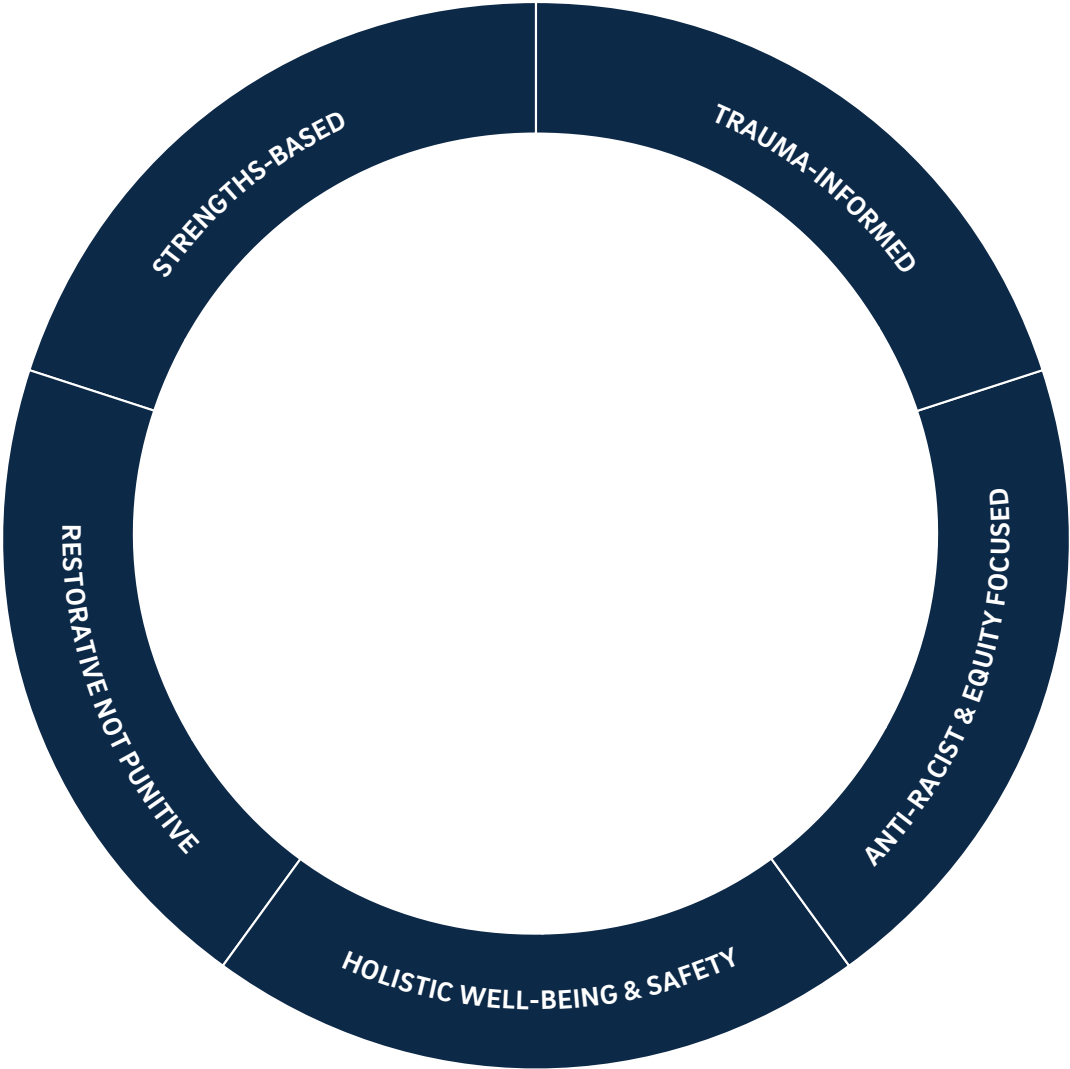 STRENGTHS-BASED
TRAUMA-INFORMED
ANTI-RACIST & EQUITY FOCUSED
HOLISTIC WELL-BEING & SAFETY
RESTORATIVE NOT PUNITIVE